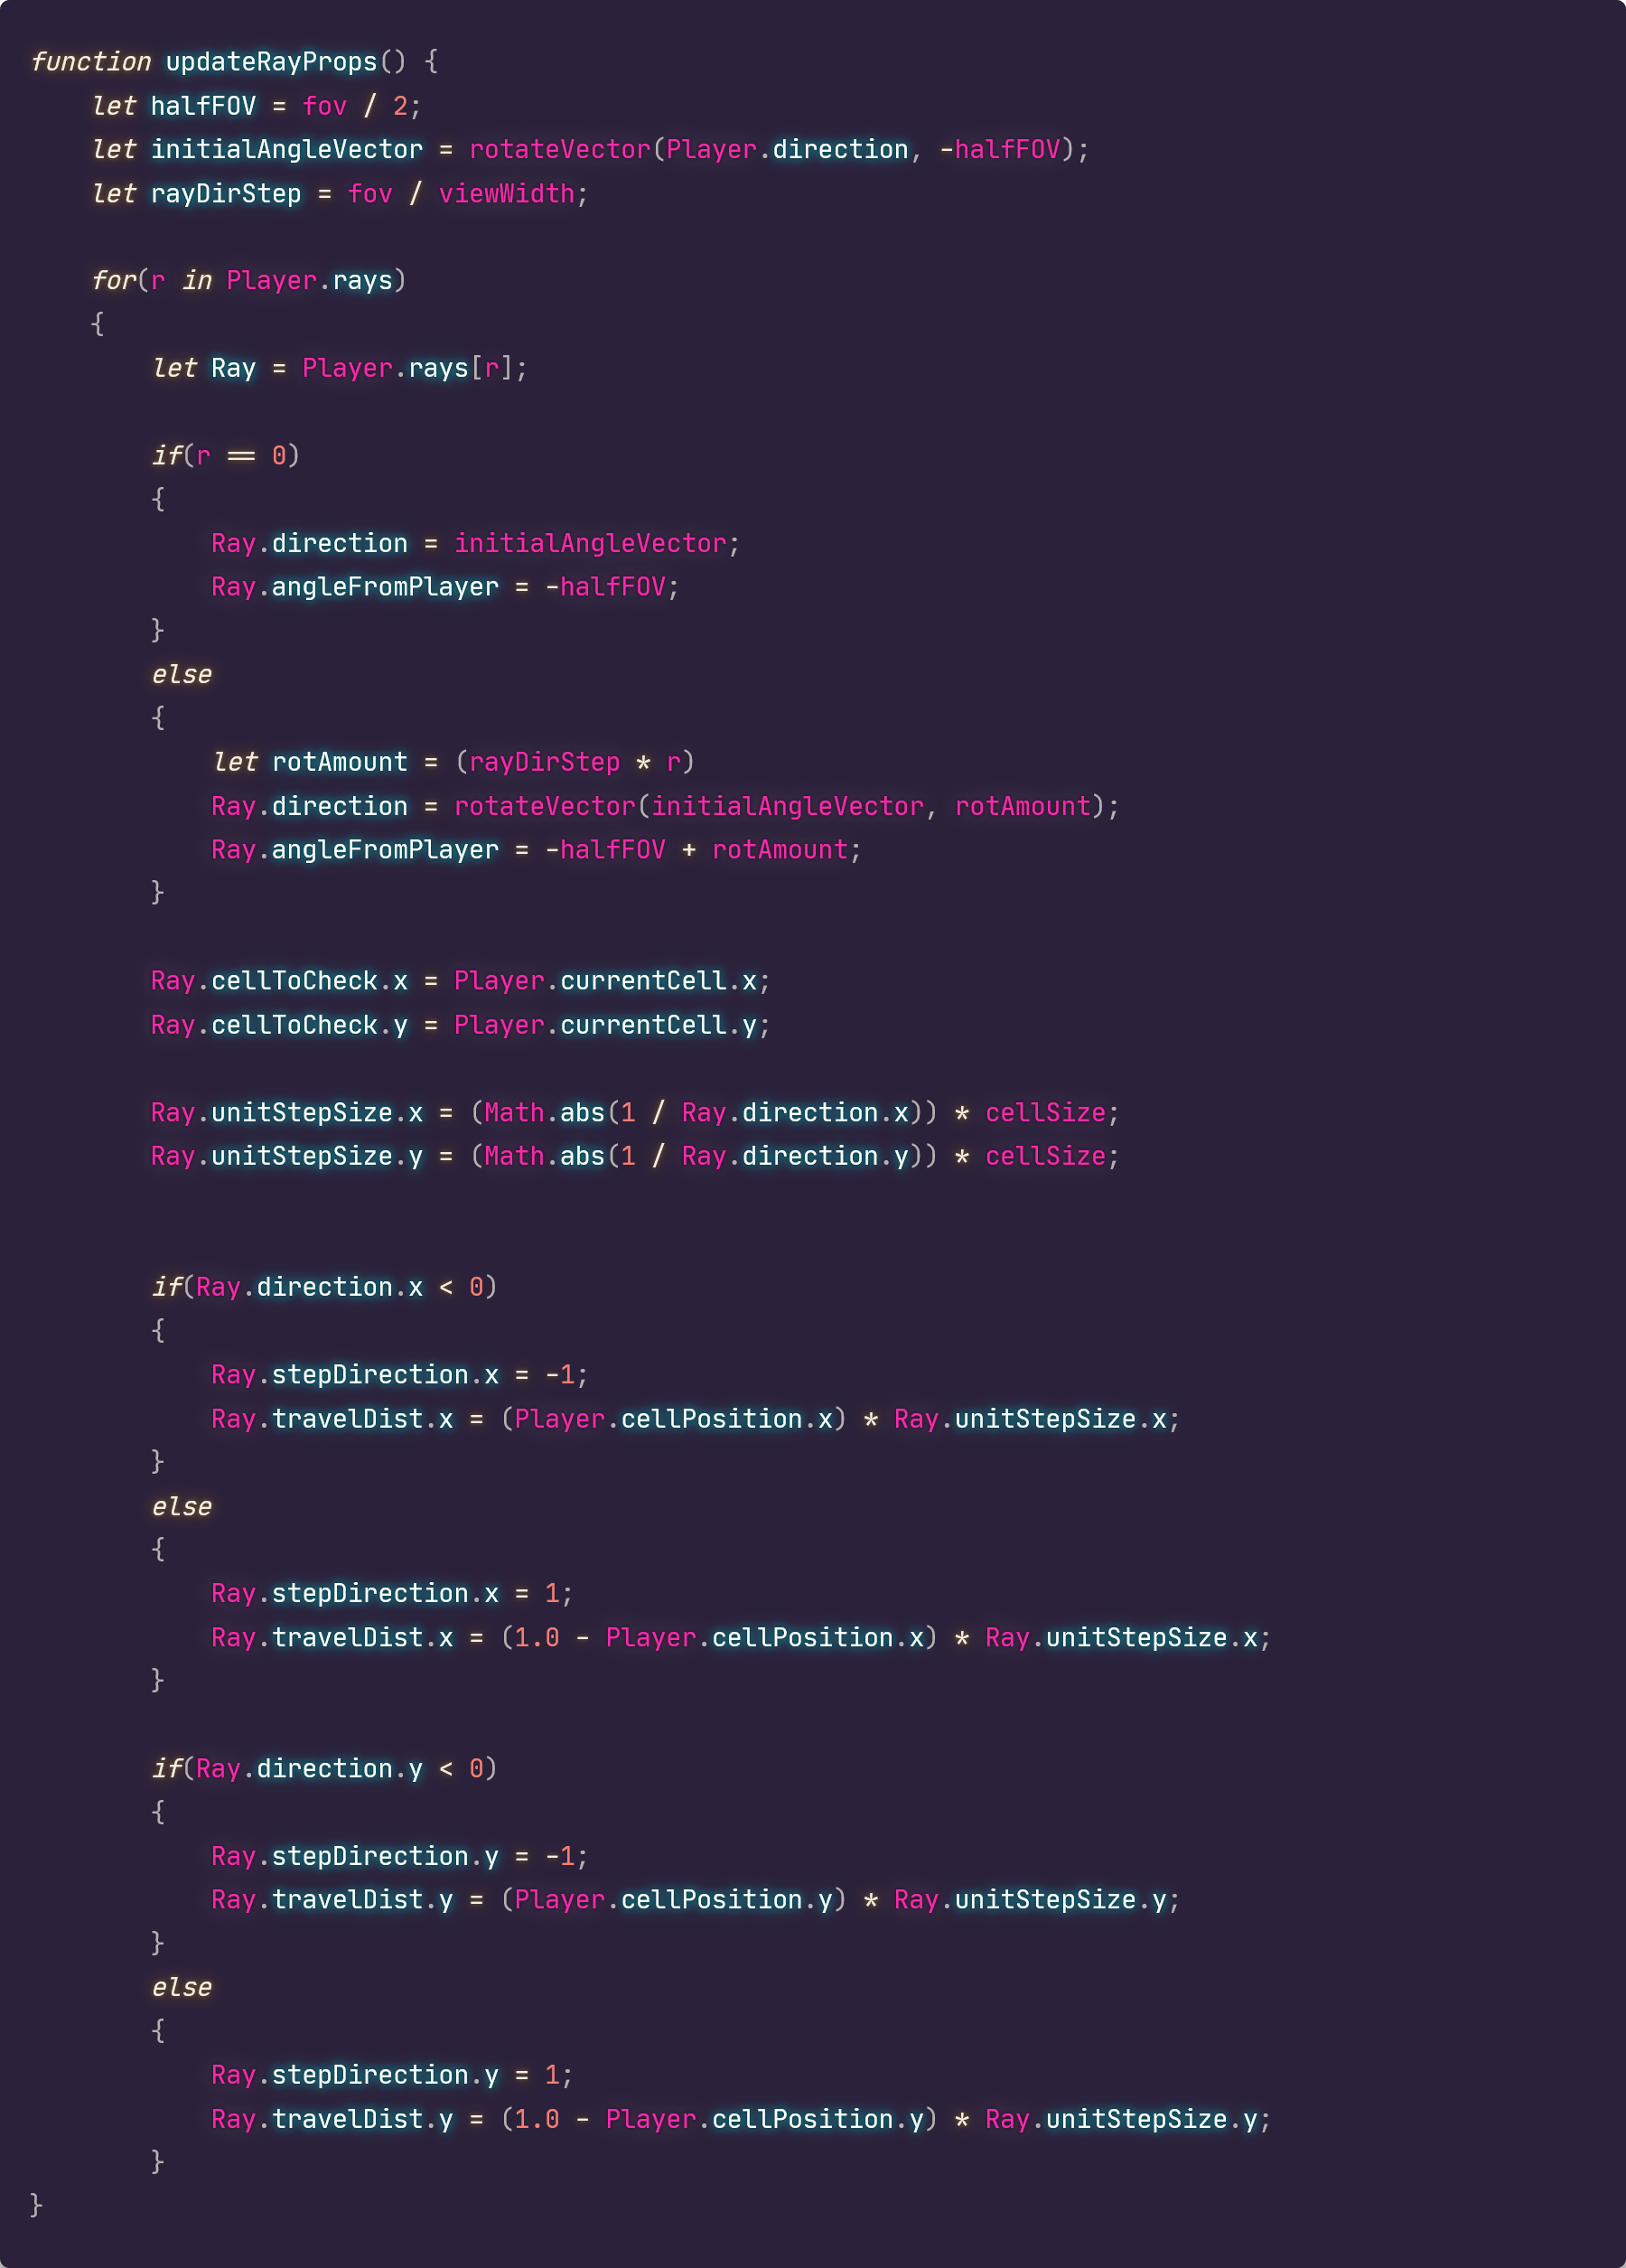 function updateRayProps() {
    let halfFOV = fov / 2;
    let initialAngleVector = rotateVector(Player.direction, -halfFOV);
    let rayDirStep = fov / viewWidth;

    for(r in Player.rays)
    {
        let Ray = Player.rays[r];

        if(r == 0)
        {
            Ray.direction = initialAngleVector;
            Ray.angleFromPlayer = -halfFOV;
        }
        else
        {
            let rotAmount = (rayDirStep * r)
            Ray.direction = rotateVector(initialAngleVector, rotAmount);
            Ray.angleFromPlayer = -halfFOV + rotAmount;
        }

        Ray.cellToCheck.x = Player.currentCell.x;
        Ray.cellToCheck.y = Player.currentCell.y;

        Ray.unitStepSize.x = (Math.abs(1 / Ray.direction.x)) * cellSize;
        Ray.unitStepSize.y = (Math.abs(1 / Ray.direction.y)) * cellSize;


        if(Ray.direction.x < 0)
        {
            Ray.stepDirection.x = -1;
            Ray.travelDist.x = (Player.cellPosition.x) * Ray.unitStepSize.x;
        }
        else
        {
            Ray.stepDirection.x = 1;
            Ray.travelDist.x = (1.0 - Player.cellPosition.x) * Ray.unitStepSize.x;
        }

        if(Ray.direction.y < 0)
        {
            Ray.stepDirection.y = -1;
            Ray.travelDist.y = (Player.cellPosition.y) * Ray.unitStepSize.y;
        }
        else
        {
            Ray.stepDirection.y = 1;
            Ray.travelDist.y = (1.0 - Player.cellPosition.y) * Ray.unitStepSize.y;
        }
}